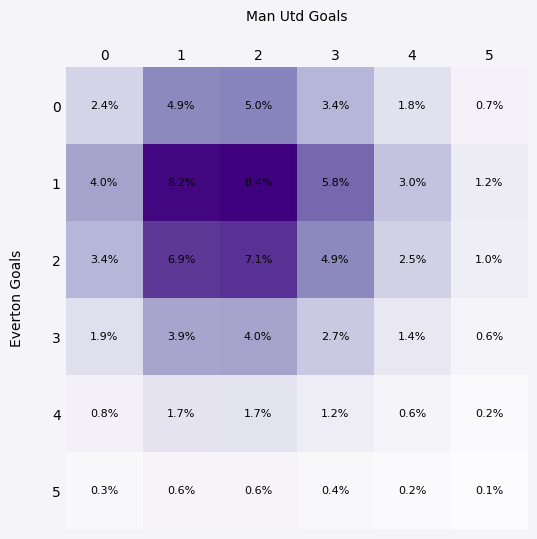 Man Utd Goals
0 1 2 3 4 5
Everton Goals
0 2.4% 4.9% 5.0% 3.4% 1.8% 0.7%
1 4.0% 8.2% 8.4% 5.8% 3.0% 1.2%
2 3.4% 6.9% 7.1% 4.9% 2.5% 1.0%
3 1.9% 3.9% 4.0% 2.7% 1.4% 0.6%
4 0.8% 1.7% 1.7% 1.2% 0.6% 0.2%
5 0.3% 0.6% 0.6% 0.4% 0.2% 0.1%